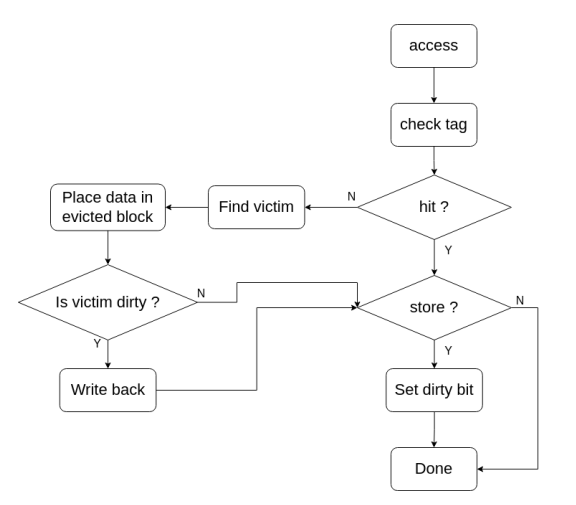 access
check tag
hit ?
N
Y
Find victim
Place data in
evicted block
Is victim dirty ?
N
Y
Write back
store ?
N
Y
Set dirty bit
Done